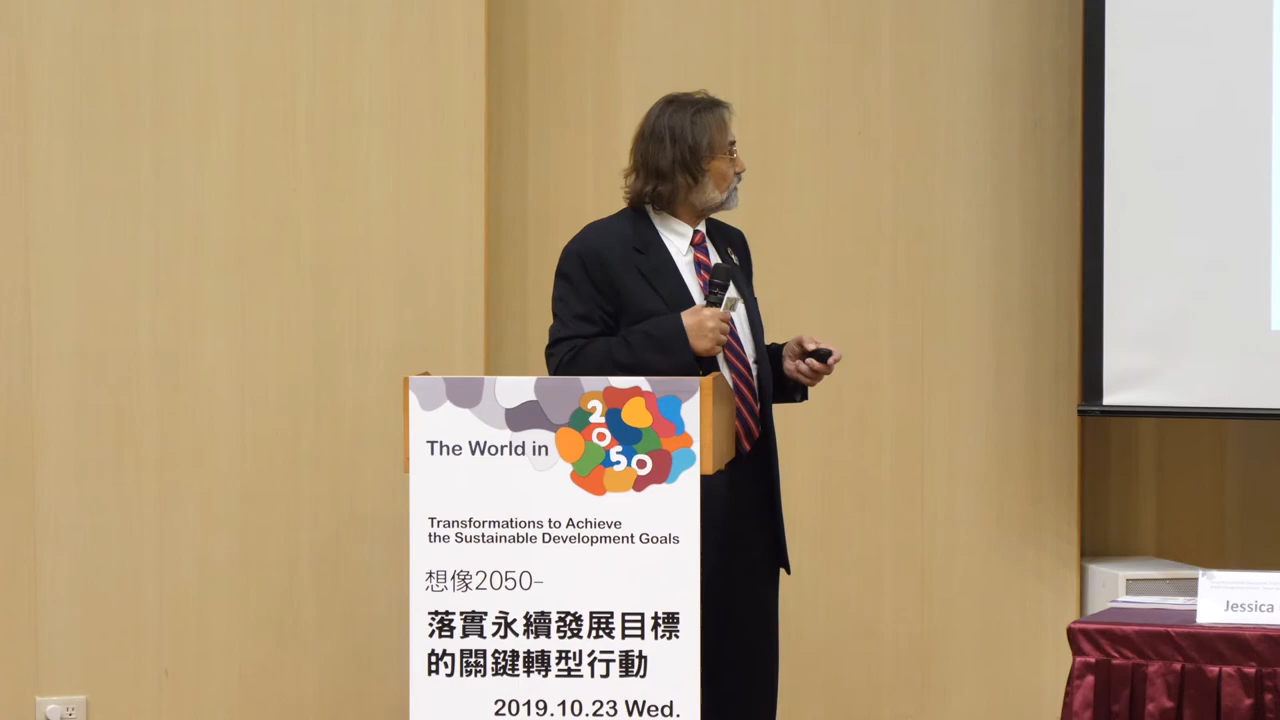 The World in
2050
Transformations to Achieve
the Sustainable Development Goals
想像2050–
落實永續發展目標
的關鍵轉型行動
2019.10.23 Wed.
Jessica